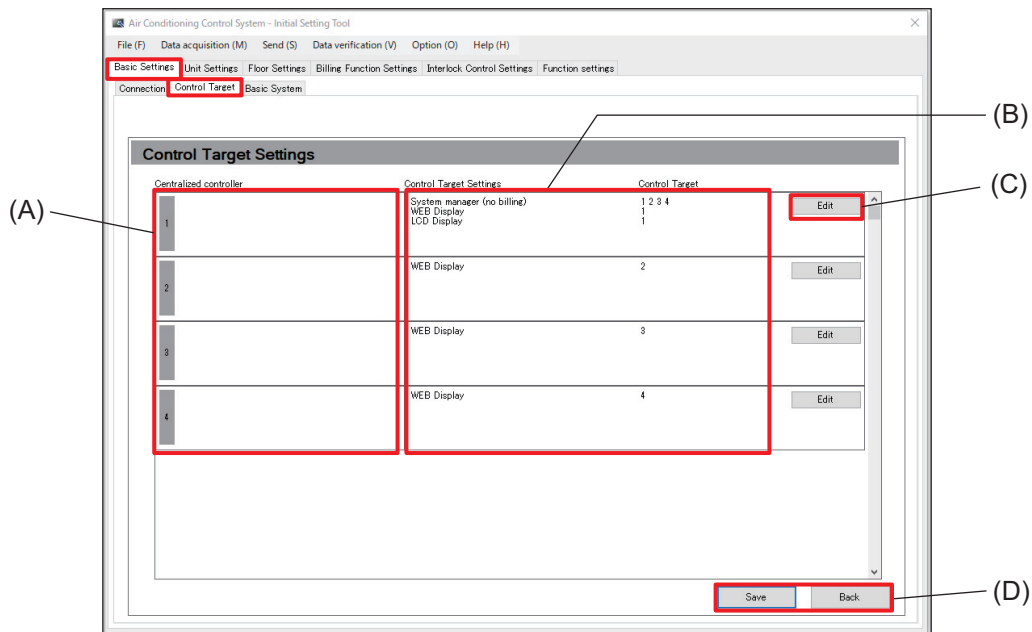 Air Conditioning Control System - Initial Setting Tool
File (F) Data acquisition (M) Send (S) Data verification (V) Option (O) Help (H)
Basic Settings Unit Settings Floor Settings Billing Function Settings Interlock Control Settings Function settings
Connection Control Target Basic System
(B)
Control Target Settings
Centralized controller Control Target Settings Control Target
(C)
(A)
1 System manager (no billing) 1 2 3 4 Edit
WEB Display 1
LCD Display 1
2 WEB Display 2 Edit
3 WEB Display 3 Edit
4 WEB Display 4 Edit
Save Back
(D)